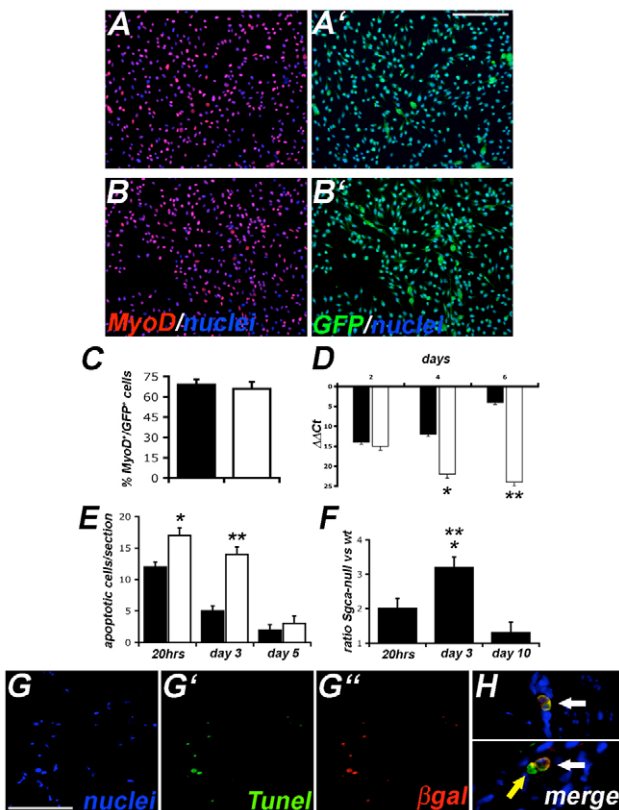 A A'
B B'
MyoD/nuclei GFP/nuclei
C D
days
2 4 6
% MyoD+/GFP+ cells
75
60
45
30
15
0
ΔΔCt
0
5
10
15
20
25
* **
E F
apoptotic cells/section
20
15
10
5
0
* **
20hrs day 3 day 5
ratio Sgca-null vs wt
4
3
2
1
**
*
20hrs day 3 day 10
G G' G" H
nuclei Tunel βgal merge